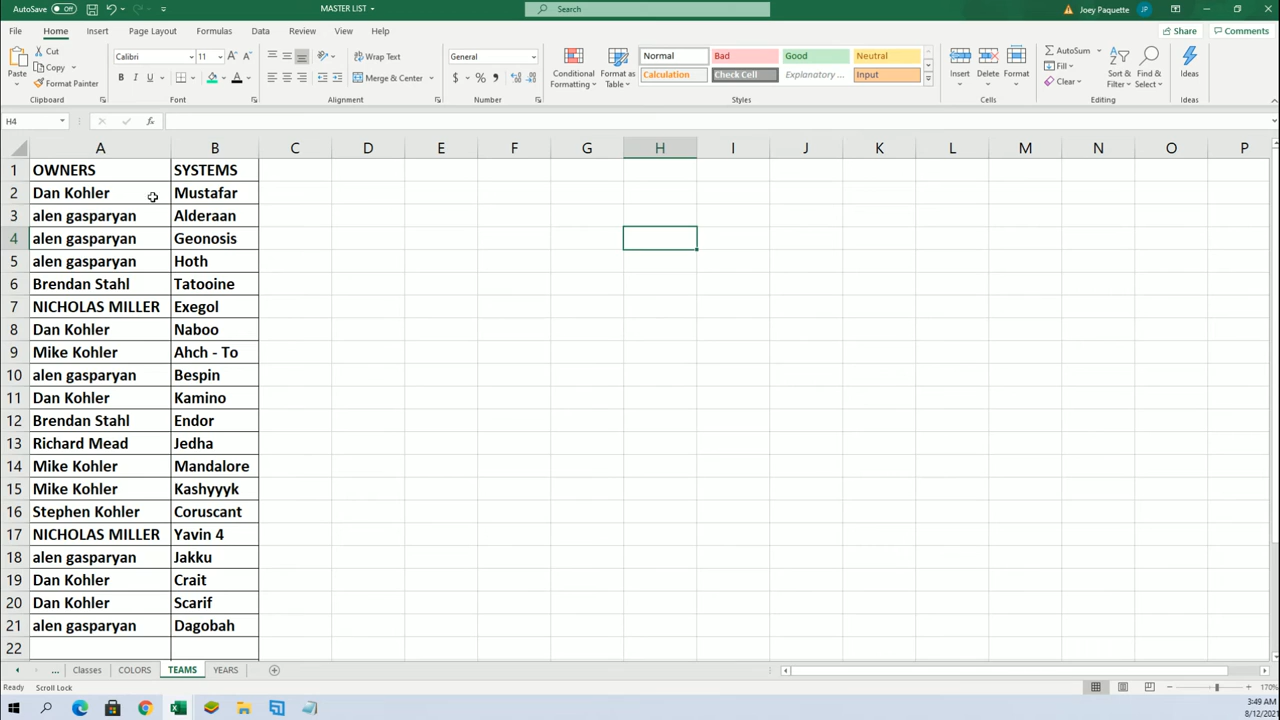 AutoSave Off MASTER LIST Search Joey Paquette JP
File Home Insert Page Layout Formulas Data Review View Help Share Comments
Paste Cut Copy Format Painter Clipboard
Calibri 11 A A B I U A Font
Wrap Text Merge & Center Alignment
General $ % , Number
Conditional Formatting Format as Table
Normal Bad Good Neutral
Calculation Check Cell Explanatory ... Input
Styles
Insert Delete Format Cells
AutoSum Fill Clear Sort & Filter Find & Select Editing
Ideas Ideas
H4 fx
A B C D E F G H I J K L M N O P
1 OWNERS SYSTEMS
2 Dan Kohler Mustafar
3 alen gasparyan Alderaan
4 alen gasparyan Geonosis
5 alen gasparyan Hoth
6 Brendan Stahl Tatooine
7 NICHOLAS MILLER Exegol
8 Dan Kohler Naboo
9 Mike Kohler Ahch - To
10 alen gasparyan Bespin
11 Dan Kohler Kamino
12 Brendan Stahl Endor
13 Richard Mead Jedha
14 Mike Kohler Mandalore
15 Mike Kohler Kashyyyk
16 Stephen Kohler Coruscant
17 NICHOLAS MILLER Yavin 4
18 alen gasparyan Jakku
19 Dan Kohler Crait
20 Dan Kohler Scarif
21 alen gasparyan Dagobah
22
... Classes COLORS TEAMS YEARS
Ready Scroll Lock 170%
3:49 AM
8/12/2021